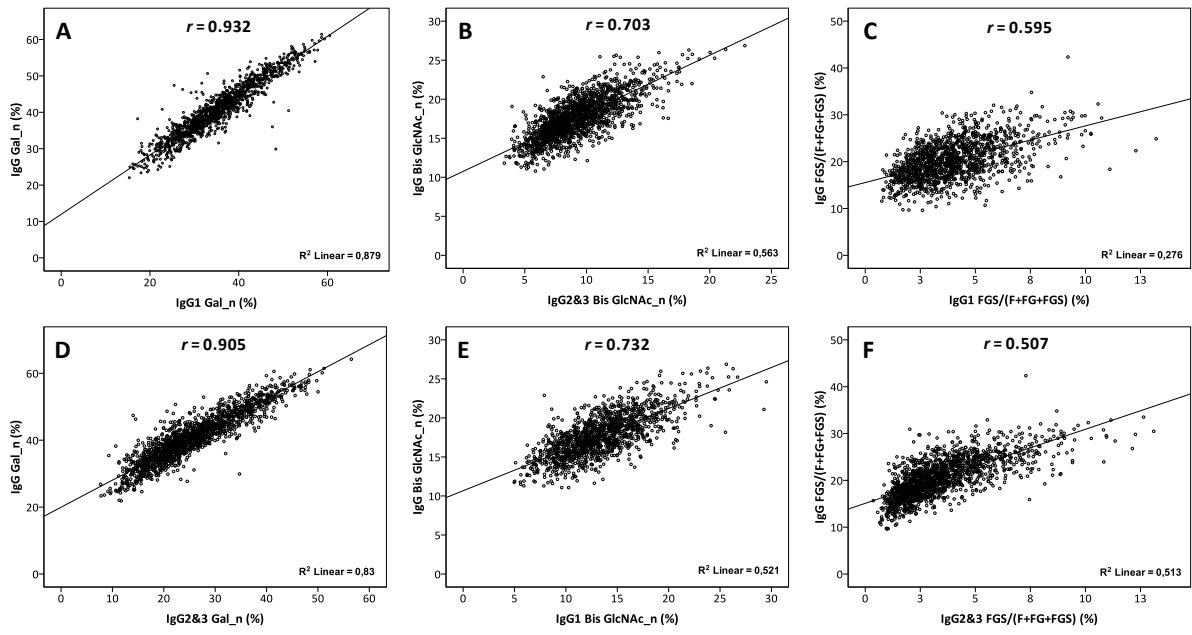 A
r = 0.932
60
50
40
30
20
10
0
IgG Gal_n (%)
0
20
40
60
IgG1 Gal_n (%)
R² Linear = 0,879
B
r = 0.703
30
25
20
15
10
5
0
IgG Bis GlcNAc_n (%)
0
5
10
15
20
25
IgG2&3 Bis GlcNAc_n (%)
R² Linear = 0,563
C
r = 0.595
50
40
30
20
10
0
IgG FGS/(F+FG+FGS) (%)
0
3
5
8
10
13
IgG1 FGS/(F+FG+FGS) (%)
R² Linear = 0,276
D
r = 0.905
60
40
20
0
IgG Gal_n (%)
0
10
20
30
40
50
60
IgG2&3 Gal_n (%)
R² Linear = 0,83
E
r = 0.732
30
25
20
15
10
5
0
IgG Bis GlcNAc_n (%)
0
5
10
15
20
25
30
IgG1 Bis GlcNAc_n (%)
R² Linear = 0,521
F
r = 0.507
50
40
30
20
10
0
IgG FGS/(F+FG+FGS) (%)
0
3
5
8
10
13
IgG2&3 FGS/(F+FG+FGS) (%)
R² Linear = 0,513